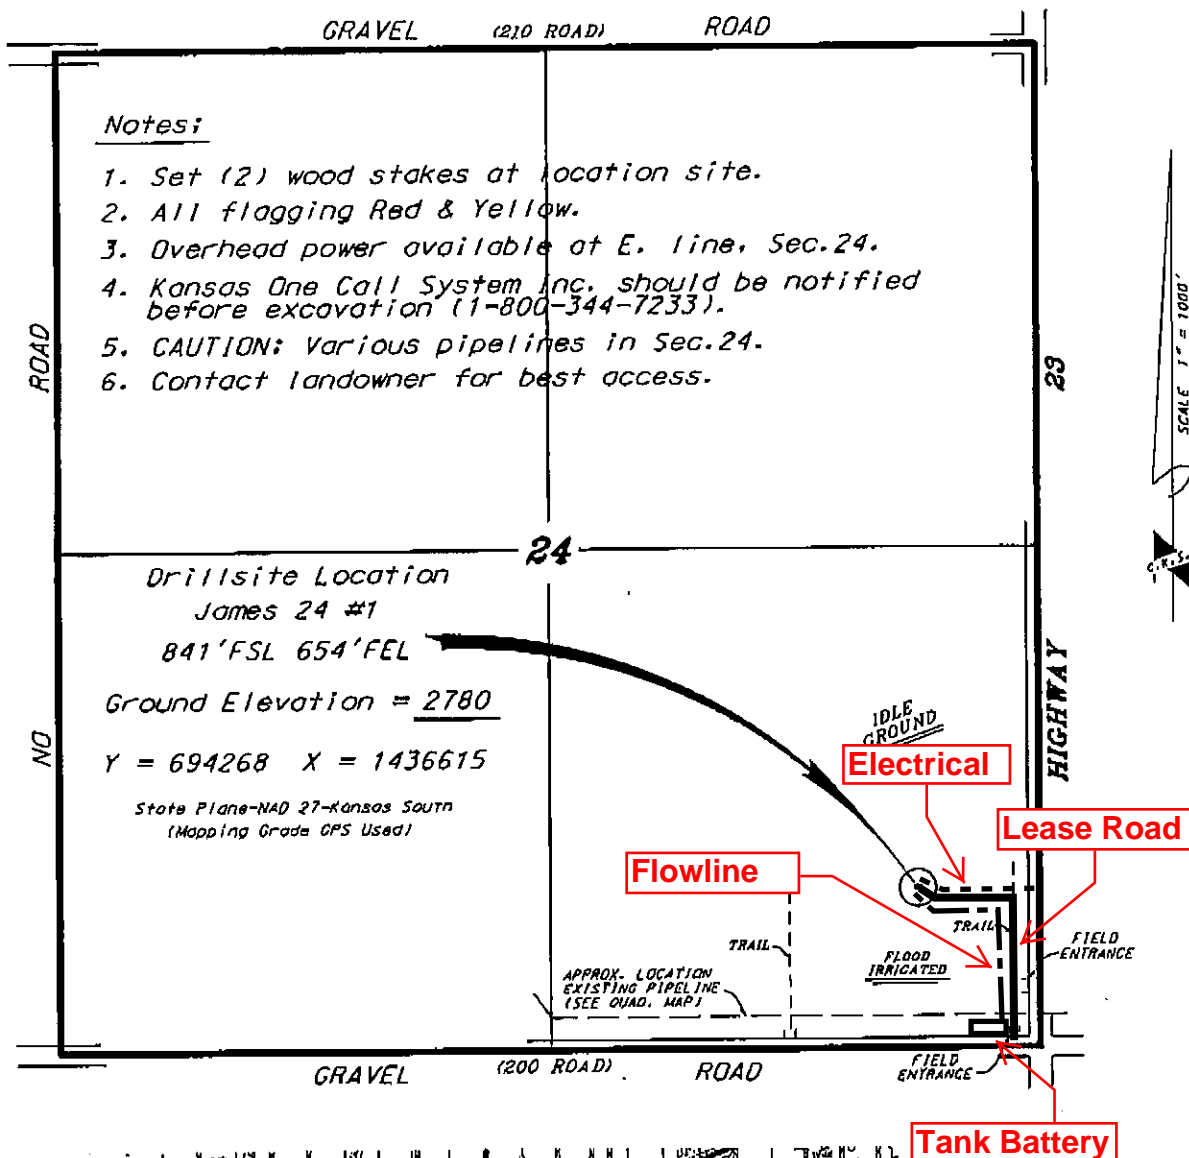 GRAVEL (210 ROAD) ROAD
Notes:
1. Set (2) wood stakes at location site.
2. All flagging Red & Yellow.
3. Overhead power available at E. line, Sec.24.
4. Kansas One Call System Inc. should be notified
before excavation (1-800-344-7233).
5. CAUTION: Various pipelines in Sec.24.
6. Contact landowner for best access.
NO ROAD
HIGHWAY 23
SCALE 1" = 1000'
24
Drillsite Location
James 24 #1
841'FSL 654'FEL
Ground Elevation = 2780
Y = 694268 X = 1436615
State Plane-NAD 27-Kansas South
(Mapping Grade GPS Used)
IDLE
GROUND
Electrical
Lease Road
Flowline
TRAIL
TRAIL
FIELD
ENTRANCE
FLOOD
IRRIGATED
APPROX. LOCATION
EXISTING PIPELINE
(SEE QUAD. MAP)
GRAVEL (200 ROAD) ROAD
FIELD
ENTRANCE
Tank Battery